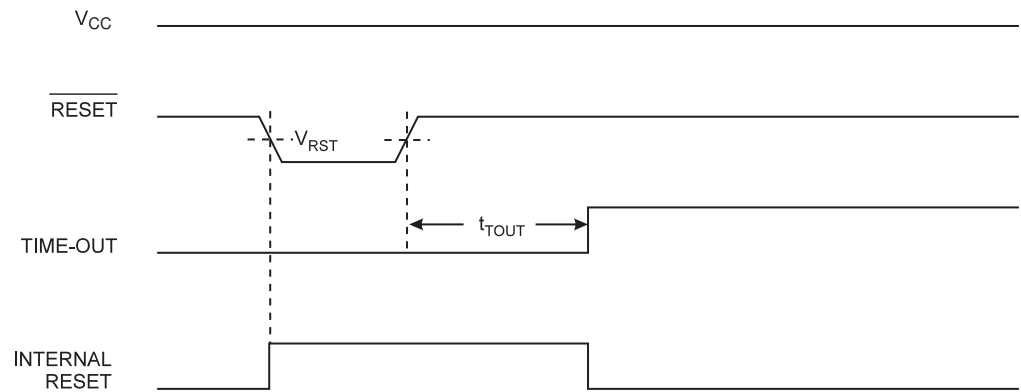 VCC
RESET
VRST
tTOUT
TIME-OUT
INTERNAL
RESET